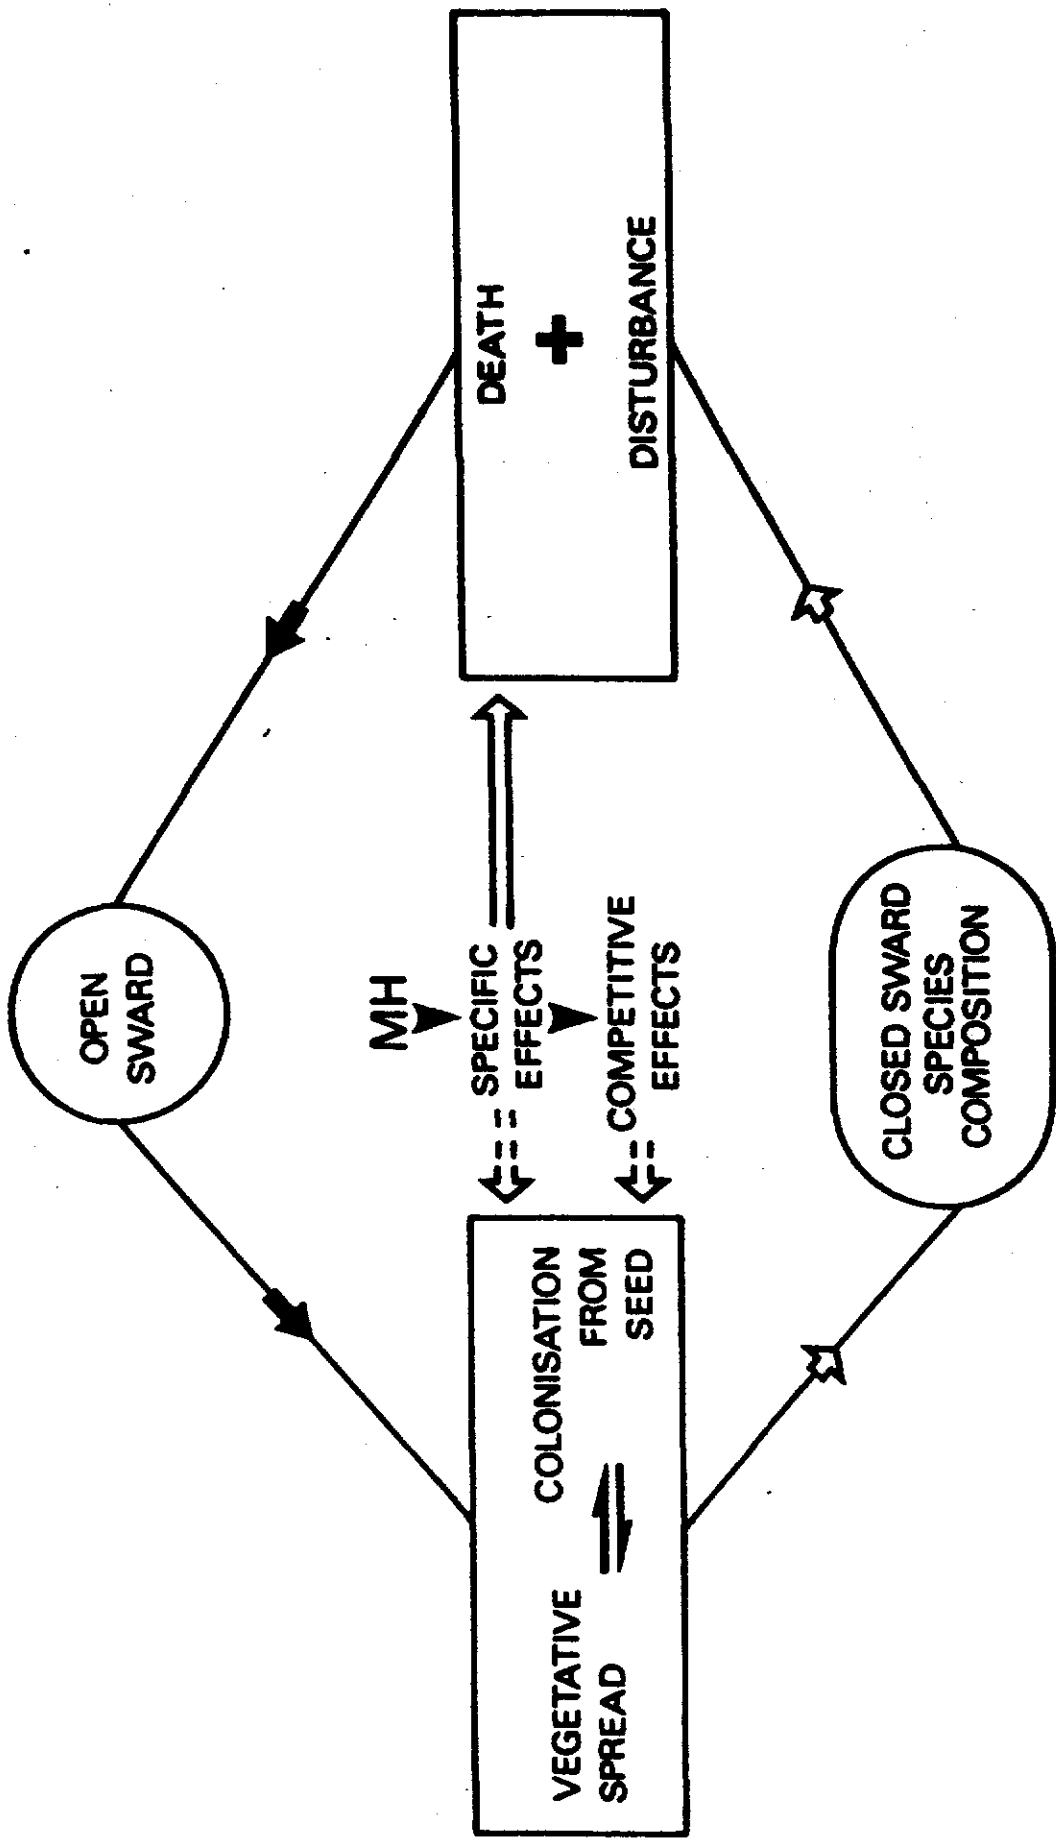 OPEN
SWARD
MH
SPECIFIC
EFFECTS
COMPETITIVE
EFFECTS
VEGETATIVE
SPREAD
COLONISATION
FROM
SEED
DEATH
+
DISTURBANCE
CLOSED SWARD
SPECIES
COMPOSITION